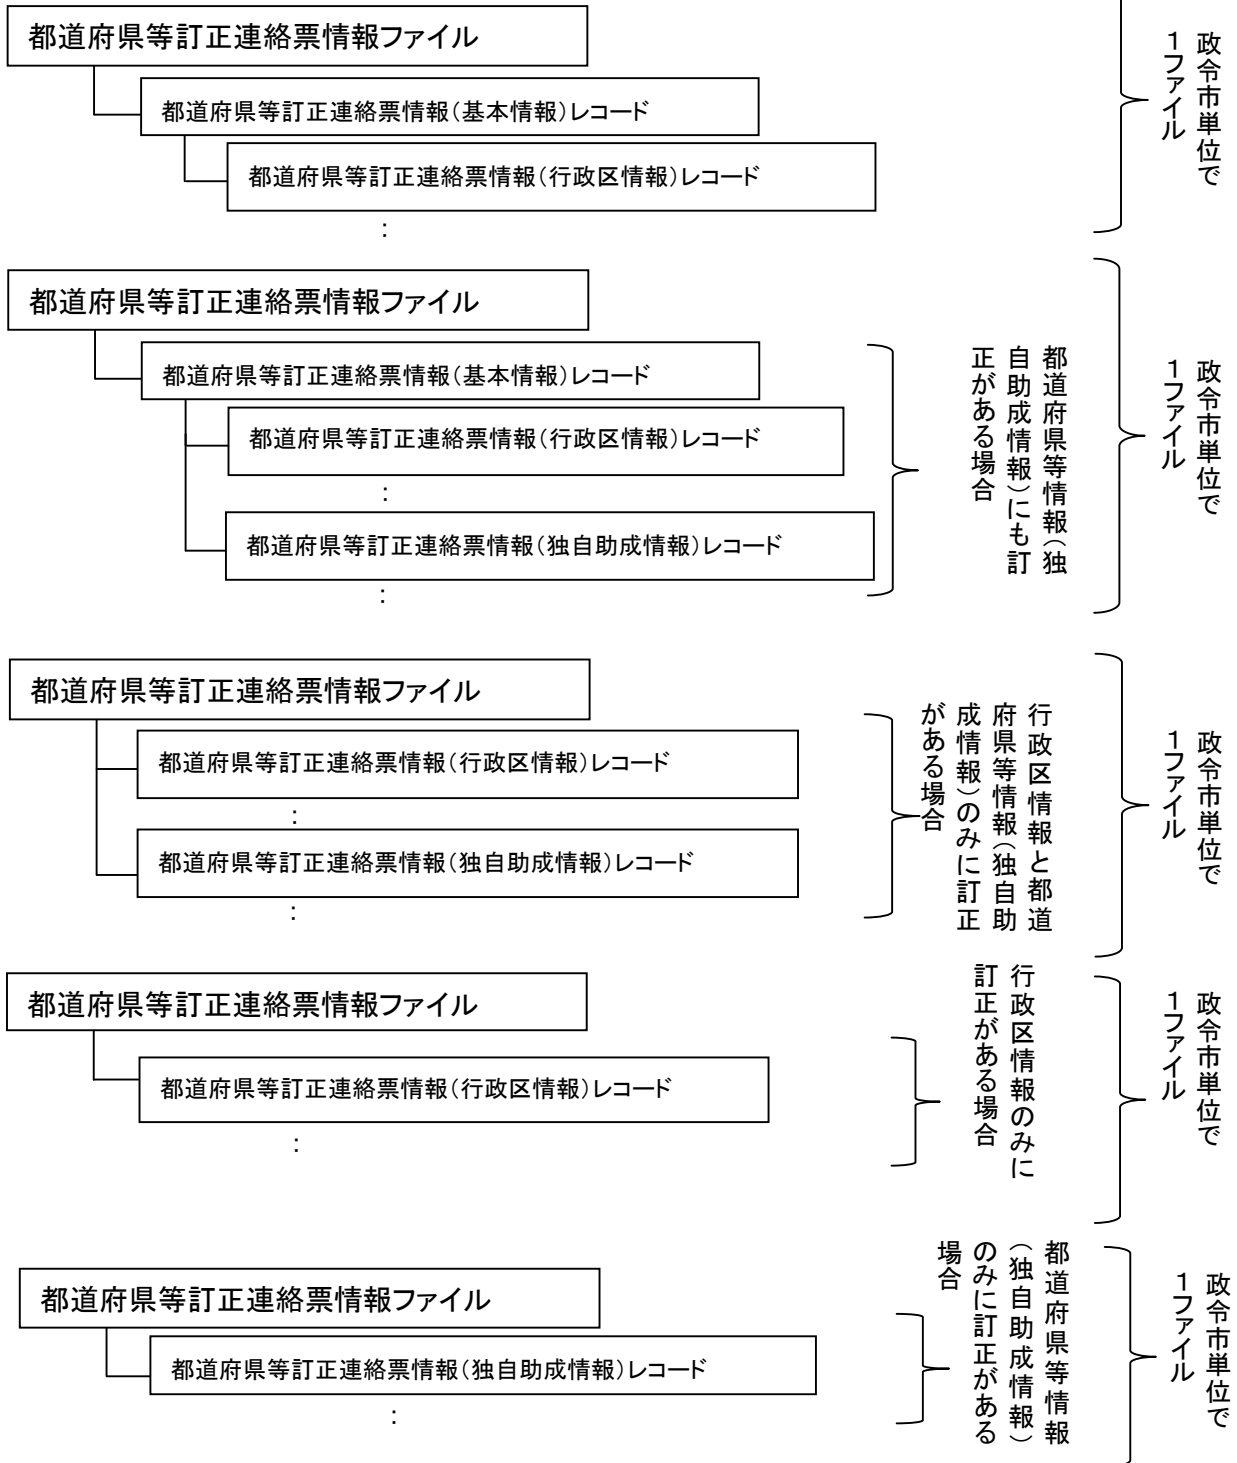 都道府県等訂正連絡票情報ファイル
都道府県等訂正連絡票情報（基本情報）レコード
都道府県等訂正連絡票情報（行政区情報）レコード
：
政令市単位で
１ファイル
都道府県等訂正連絡票情報ファイル
都道府県等訂正連絡票情報（基本情報）レコード
都道府県等訂正連絡票情報（行政区情報）レコード
：
都道府県等訂正連絡票情報（独自助成情報）レコード
：
都道府県等情報（独
自助成情報）にも訂
正がある場合
政令市単位で
１ファイル
都道府県等訂正連絡票情報ファイル
都道府県等訂正連絡票情報（行政区情報）レコード
：
都道府県等訂正連絡票情報（独自助成情報）レコード
：
行政区情報と都道
府県等情報（独自助
成情報）のみに訂正
がある場合
政令市単位で
１ファイル
都道府県等訂正連絡票情報ファイル
都道府県等訂正連絡票情報（行政区情報）レコード
：
行政区情報のみに
訂正がある場合
政令市単位で
１ファイル
都道府県等訂正連絡票情報ファイル
都道府県等訂正連絡票情報（独自助成情報）レコード
：
都道府県等情報
（独自助成情報）
のみに訂正がある
場合
政令市単位で
１ファイル